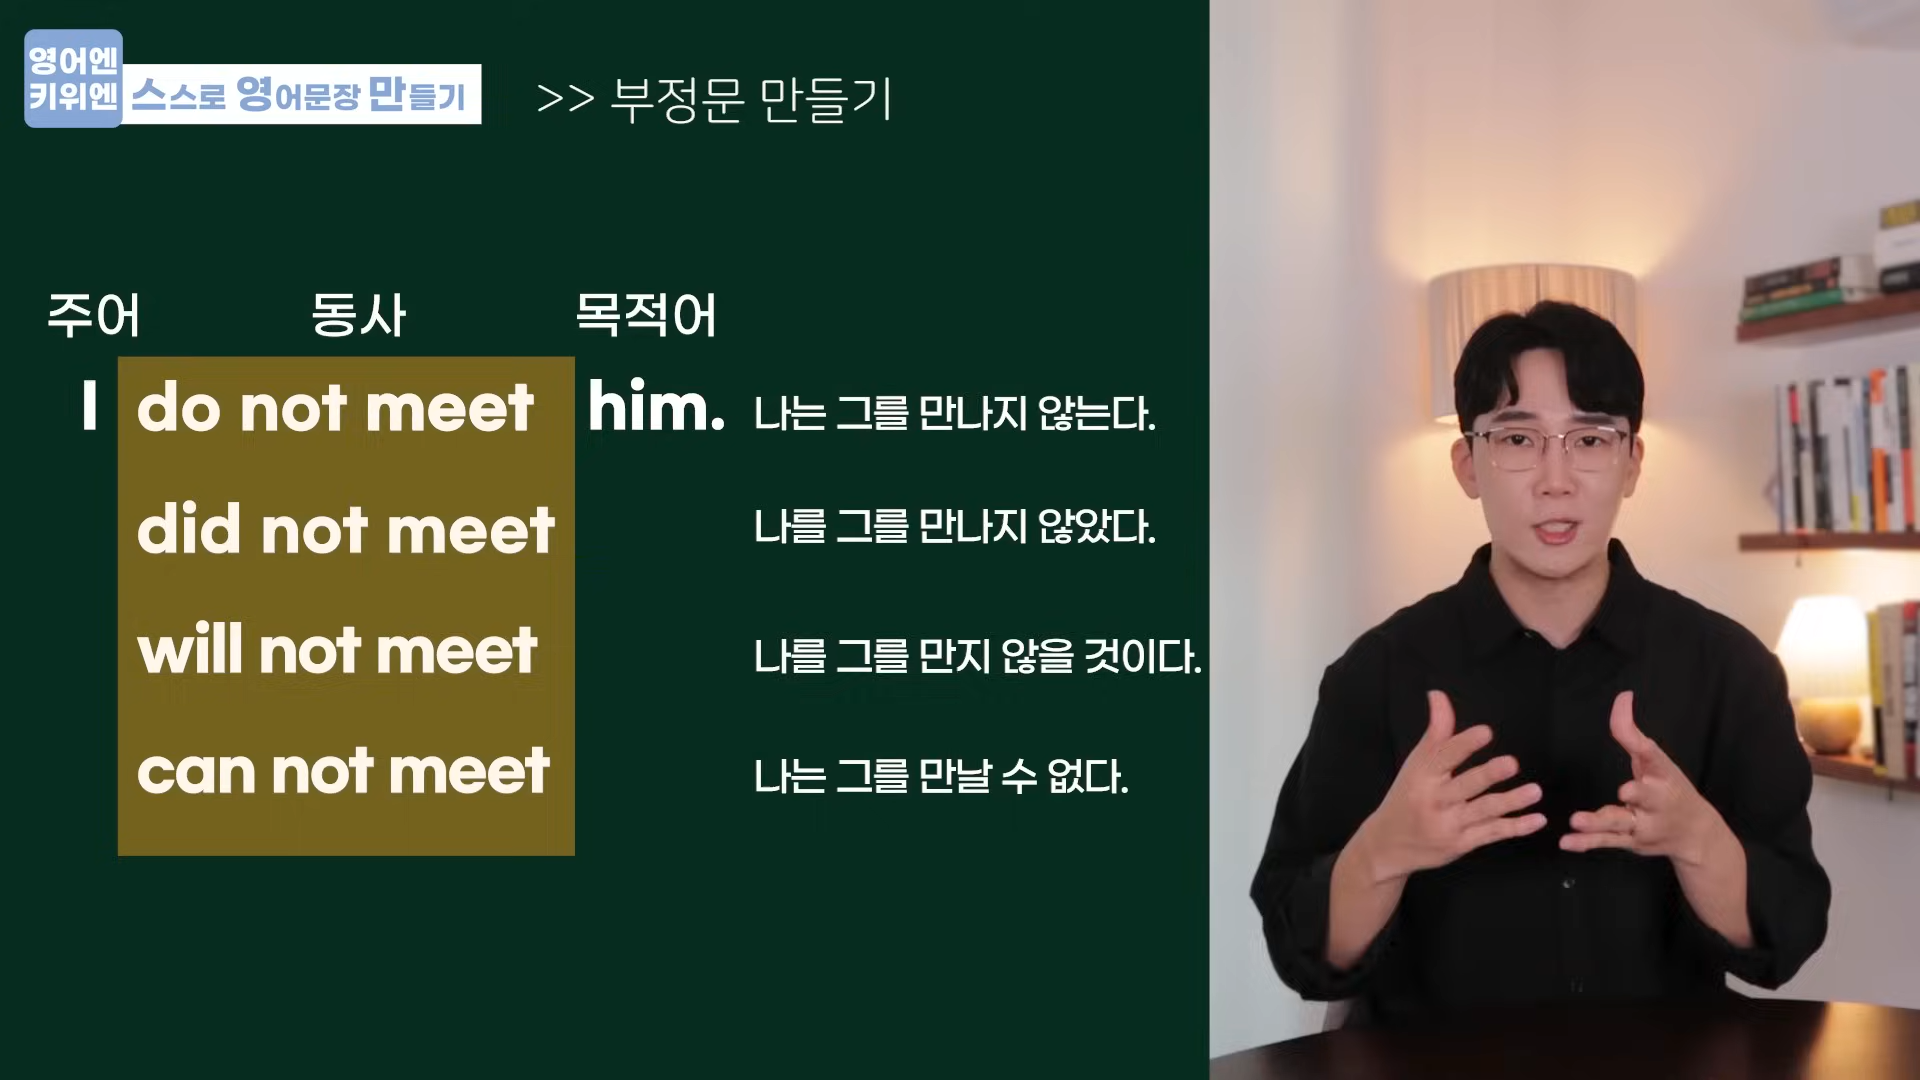 영어엔
키위엔
스스로 영어문장 만들기
>> 부정문 만들기
주어 동사 목적어
I do not meet him. 나는 그를 만나지 않는다.
did not meet 나를 그를 만나지 않았다.
will not meet 나를 그를 만지 않을 것이다.
can not meet 나는 그를 만날 수 없다.